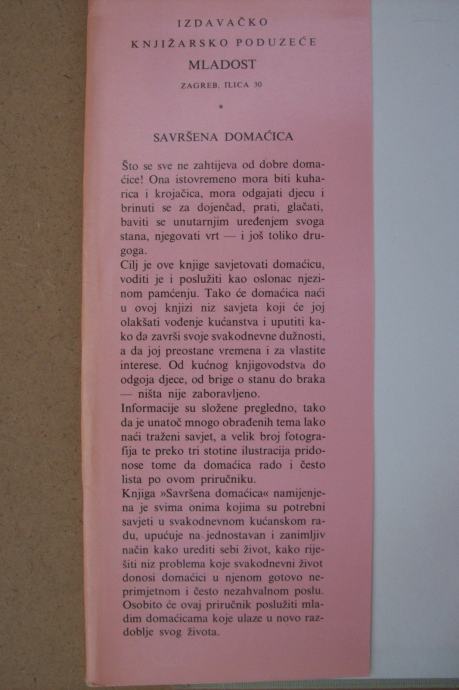 IZDAVAČKO
KNJIŽARSKO PODUZEĆE
MLADOST
ZAGREB, ILICA 30
*
SAVRŠENA DOMAĆICA
Što se sve ne zahtijeva od dobre doma-
ćice! Ona istovremeno mora biti kuha-
rica i krojačica, mora odgajati djecu i
brinuti se za dojenčad, prati, glačati,
baviti se unutarnjim uređenjem svoga
stana, njegovati vrt — i još toliko dru-
goga.
Cilj je ove knjige savjetovati domaćicu,
voditi je i poslužiti kao oslonac njezi-
nom pamćenju. Tako će domaćica naći
u ovoj knjizi niz savjeta koji će joj
olakšati vođenje kućanstva i uputiti ka-
ko da završi svoje svakodnevne dužnosti,
a da joj preostane vremena i za vlastite
interese. Od kućnog knjigovodstva do
odgoja djece, od brige o stanu do braka
— ništa nije zaboravljeno.
Informacije su složene pregledno, tako
da je unatoč mnogo obrađenih tema lako
naći traženi savjet, a velik broj fotogra-
fija te preko tri stotine ilustracija prido-
nose tome da domaćica rado i često
lista po ovom priručniku.
Knjiga »Savršena domaćica« namijenje-
na je svima onima kojima su potrebni
savjeti u svakodnevnom kućanskom ra-
du, upućuje na jednostavan i zanimljiv
način kako urediti sebi život, kako rije-
šiti niz problema koje svakodnevni život
donosi domaćici u njenom gotovo ne-
primjetnom i često nezahvalnom poslu.
Osobito će ovaj priručnik poslužiti mla-
dim domaćicama koje ulaze u novo raz-
doblje svog života.